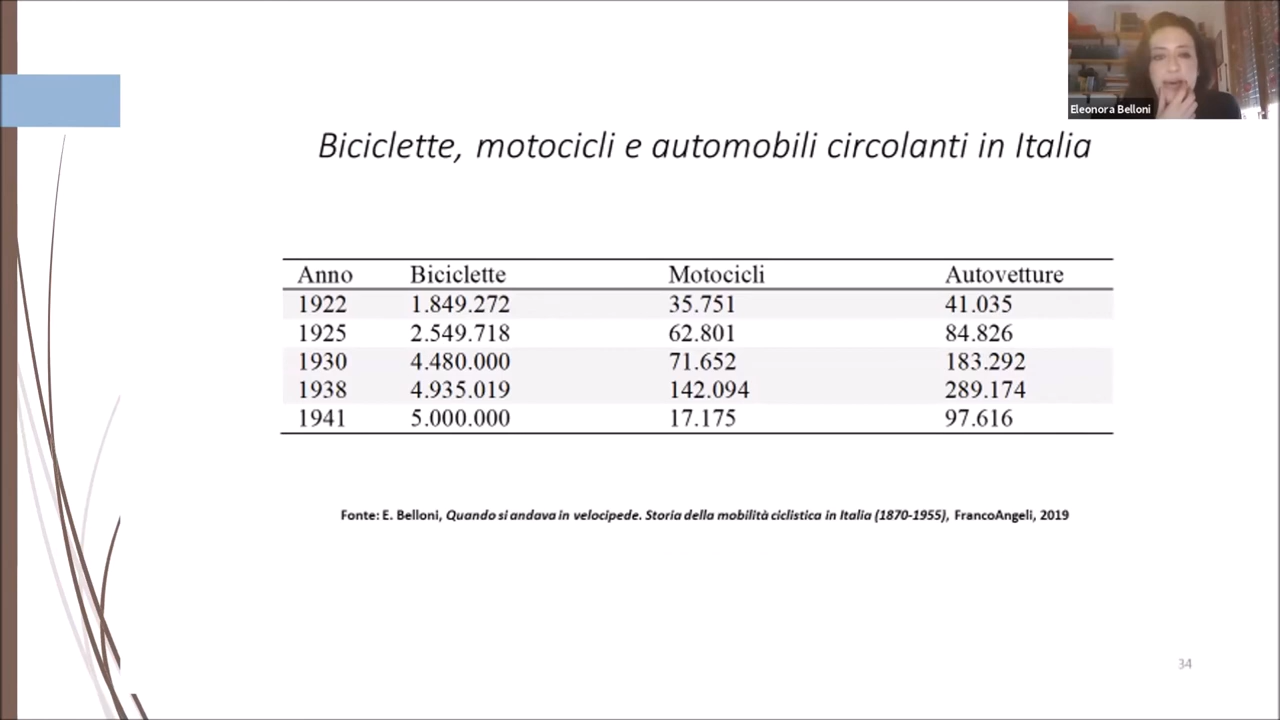 Eleonora Belloni
Biciclette, motocicli e automobili circolanti in Italia
Anno Biciclette Motocicli Autovetture
1922 1.849.272 35.751 41.035
1925 2.549.718 62.801 84.826
1930 4.480.000 71.652 183.292
1938 4.935.019 142.094 289.174
1941 5.000.000 17.175 97.616
Fonte: E. Belloni, Quando si andava in velocipede. Storia della mobilità ciclistica in Italia (1870-1955), FrancoAngeli, 2019
34